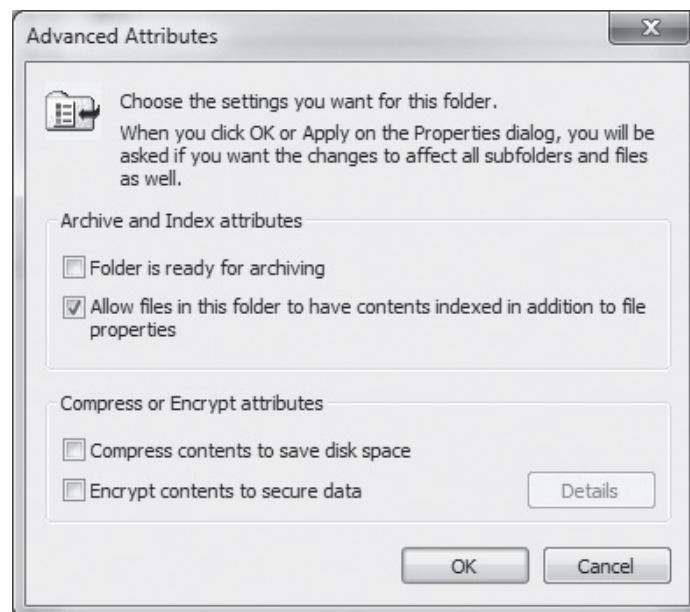 Advanced Attributes
Choose the settings you want for this folder.
When you click OK or Apply on the Properties dialog, you will be
asked if you want the changes to affect all subfolders and files
as well.
Archive and Index attributes
Folder is ready for archiving
Allow files in this folder to have contents indexed in addition to file
properties
Compress or Encrypt attributes
Compress contents to save disk space
Encrypt contents to secure data
Details
OK
Cancel